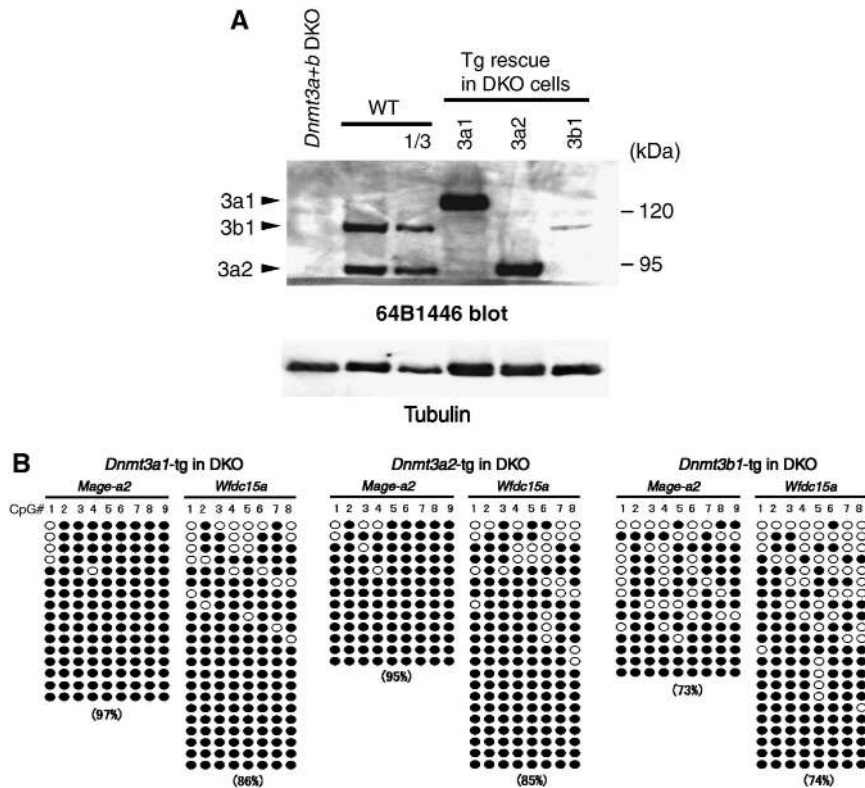 A
Dnmt3a+b DKO
WT
1/3
Tg rescue
in DKO cells
3a1
3a2
3b1
(kDa)
3a1
3b1
3a2
120
95
64B1446 blot
Tubulin
B
Dnmt3a1-tg in DKO
Dnmt3a2-tg in DKO
Dnmt3b1-tg in DKO
Mage-a2
Wfdc15a
Mage-a2
Wfdc15a
Mage-a2
Wfdc15a
CpG#
1 2 3 4 5 6 7 8 9
1 2 3 4 5 6 7 8
1 2 3 4 5 6 7 8 9
1 2 3 4 5 6 7 8
1 2 3 4 5 6 7 8 9
1 2 3 4 5 6 7 8
(97%)
(86%)
(95%)
(85%)
(73%)
(74%)